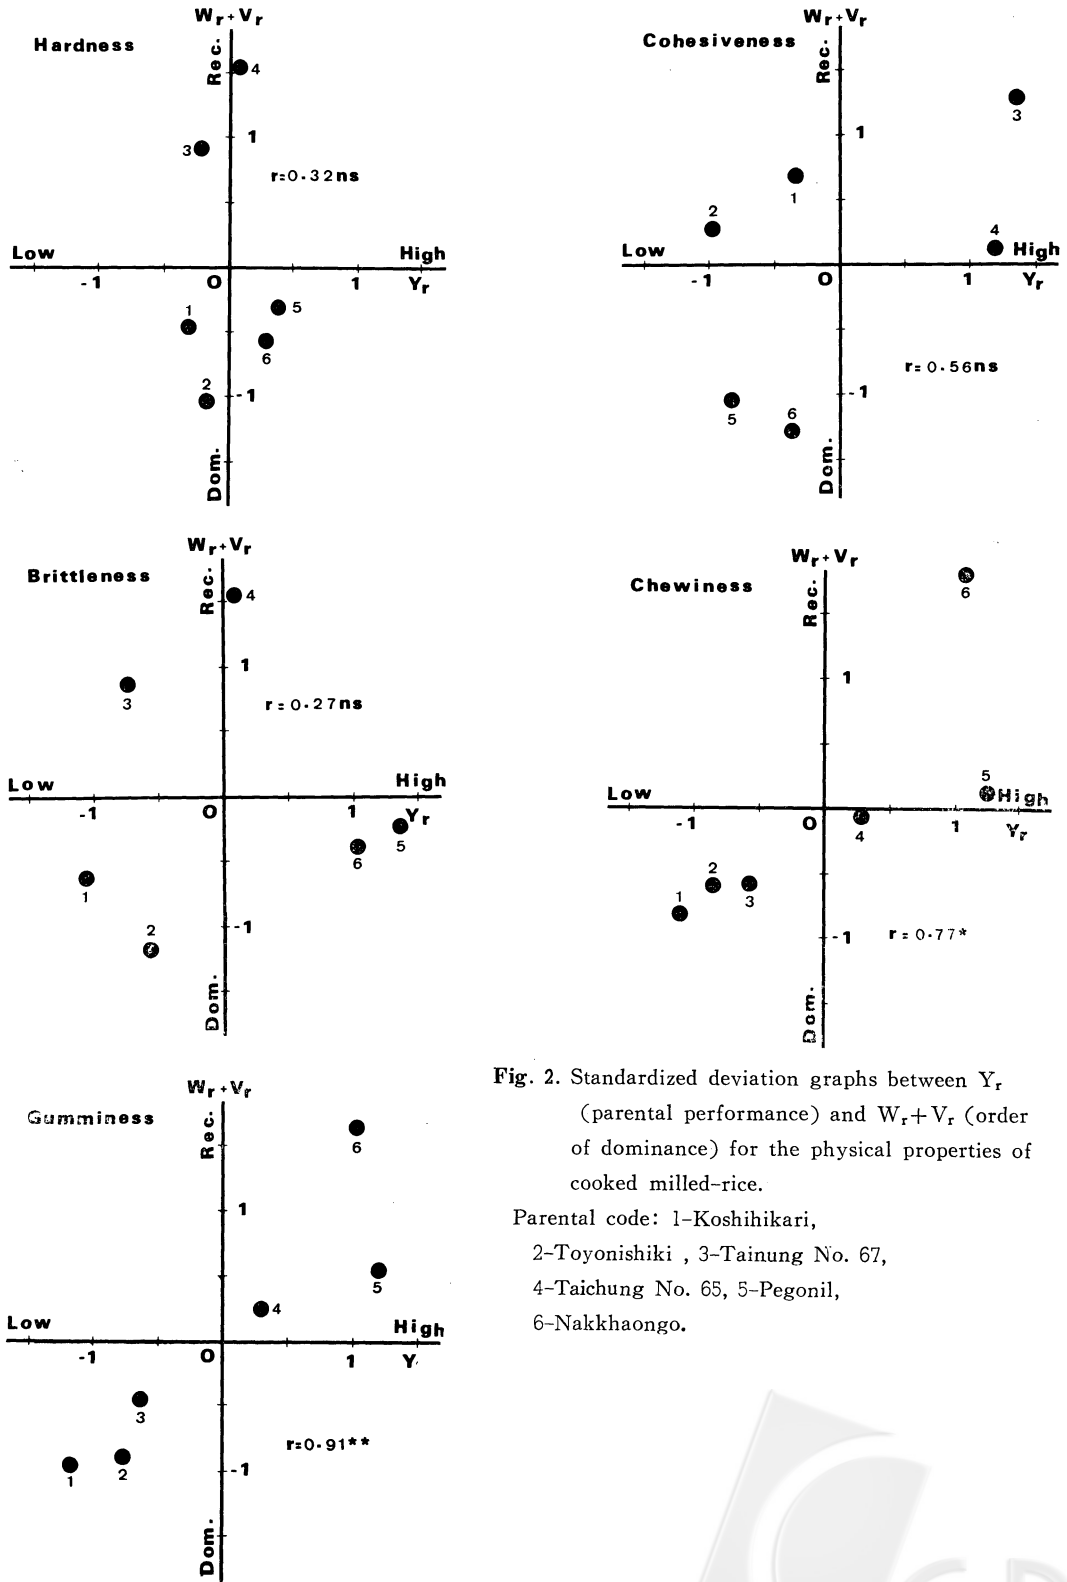 Hardness
Wr+Vr
Rec.
4
1
3
r=0.32ns
Low
High
-1
0
1
Yr
1
5
6
2
-1
Dom.
Cohesiveness
Wr+Vr
Rec.
3
1
1
2
4
Low
High
-1
0
1
Yr
r=0.56ns
-1
5
6
Dom.
Brittleness
Wr+Vr
Rec.
4
1
3
r=0.27ns
Low
High
-1
0
1
Yr
5
6
1
2
-1
Dom.
Chewiness
Wr+Vr
Rec.
6
1
5
Low
High
-1
0
1
Yr
4
2
1
3
-1
r=0.77*
Dom.
Gumminess
Wr+Vr
Rec.
6
1
5
4
Low
High
-1
0
1
Y
3
1
2
r=0.91**
-1
Dom.
Fig. 2. Standardized deviation graphs between Yr
(parental performance) and Wr+Vr (order
of dominance) for the physical properties of
cooked milled-rice.
Parental code: 1-Koshihikari,
2-Toyonishiki , 3-Tainung No. 67,
4-Taichung No. 65, 5-Pegonil,
6-Nakkhaongo.